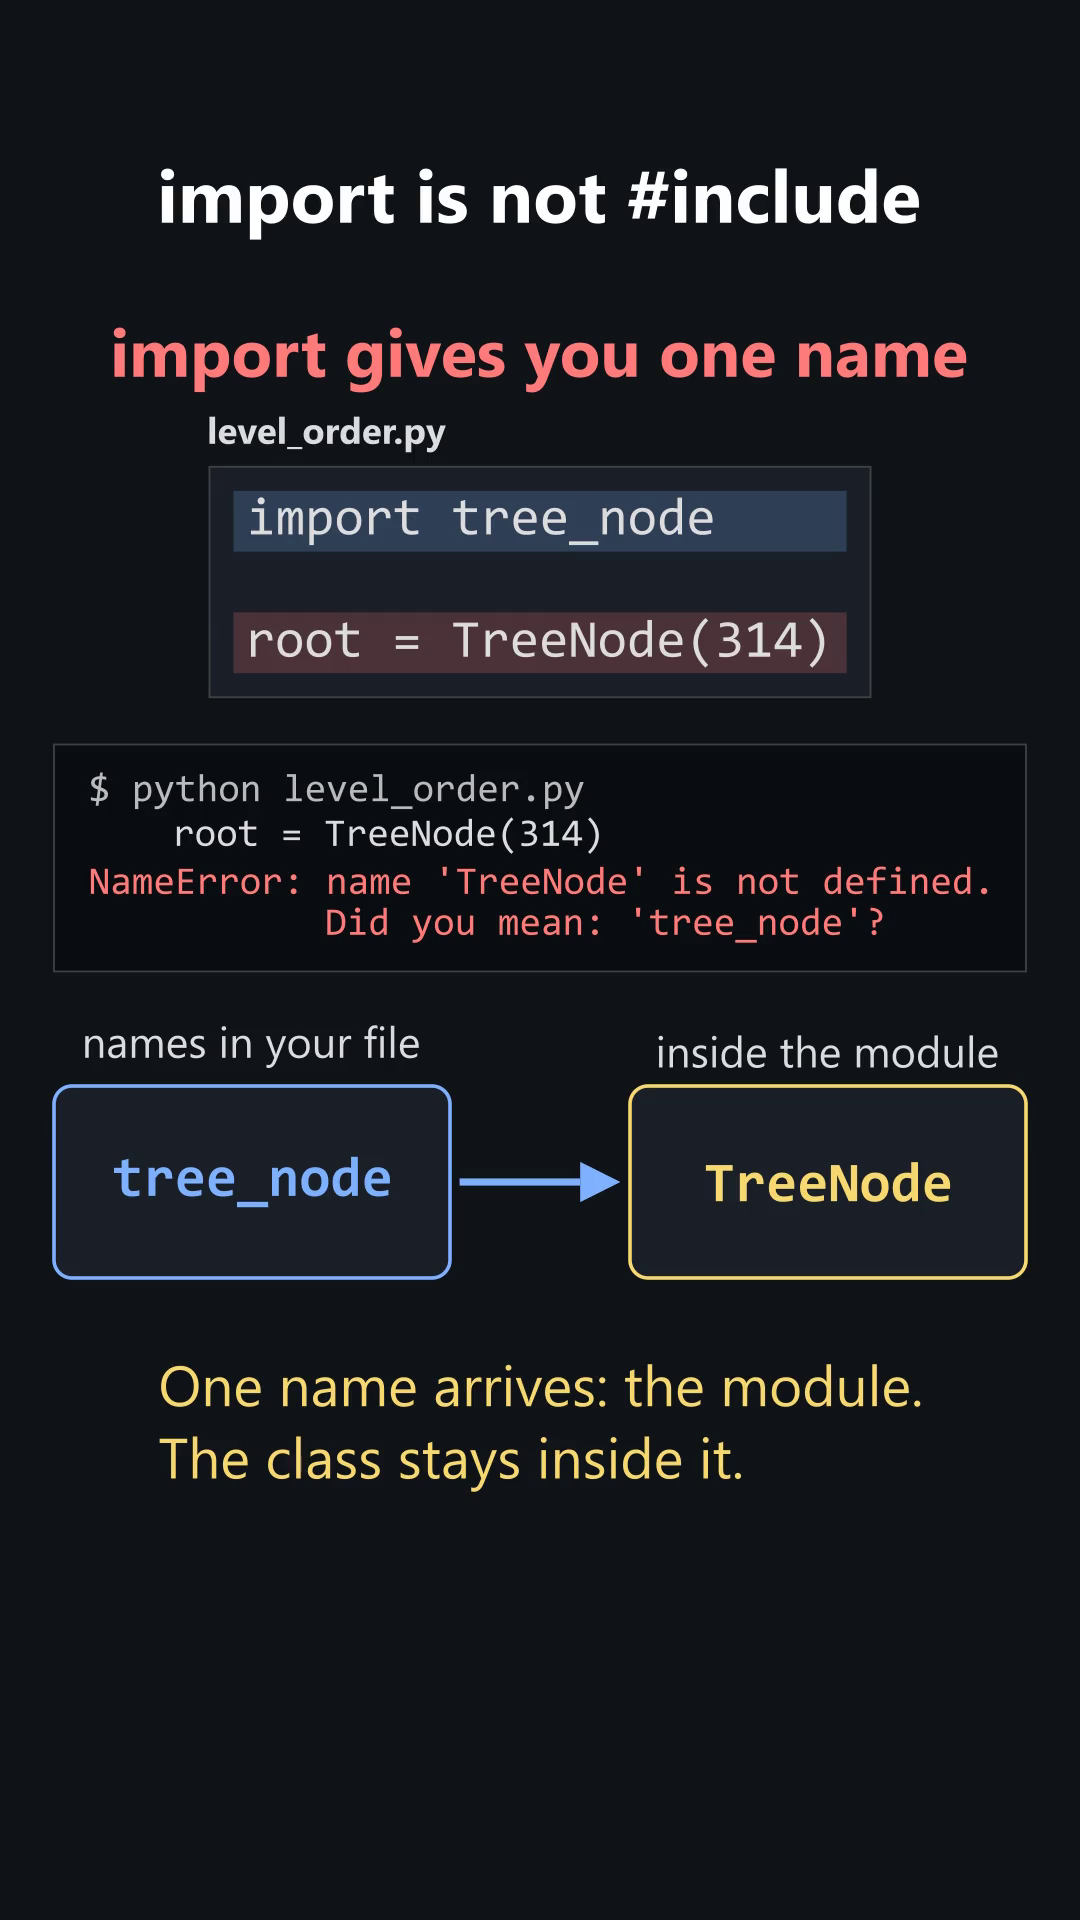 import is not #include
import gives you one name
level_order.py
import tree_node
root = TreeNode(314)
$ python level_order.py
root = TreeNode(314)
NameError: name 'TreeNode' is not defined.
Did you mean: 'tree_node'?
names in your file
inside the module
tree_node
TreeNode
One name arrives: the module.
The class stays inside it.